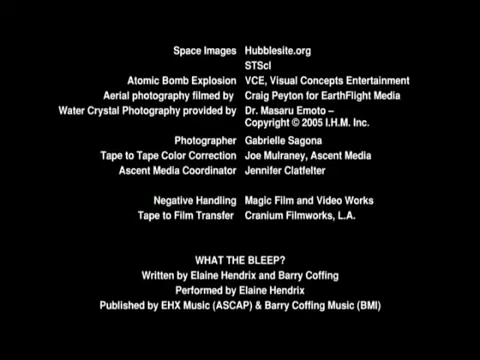 Space Images Hubblesite.org
STScI
Atomic Bomb Explosion VCE, Visual Concepts Entertainment
Aerial photography filmed by Craig Peyton for EarthFlight Media
Water Crystal Photography provided by Dr. Masaru Emoto –
Copyright © 2005 I.H.M. Inc.
Photographer Gabrielle Sagona
Tape to Tape Color Correction Joe Mulraney, Ascent Media
Ascent Media Coordinator Jennifer Clatfelter
Negative Handling Magic Film and Video Works
Tape to Film Transfer Cranium Filmworks, L.A.
WHAT THE BLEEP?
Written by Elaine Hendrix and Barry Coffing
Performed by Elaine Hendrix
Published by EHX Music (ASCAP) & Barry Coffing Music (BMI)